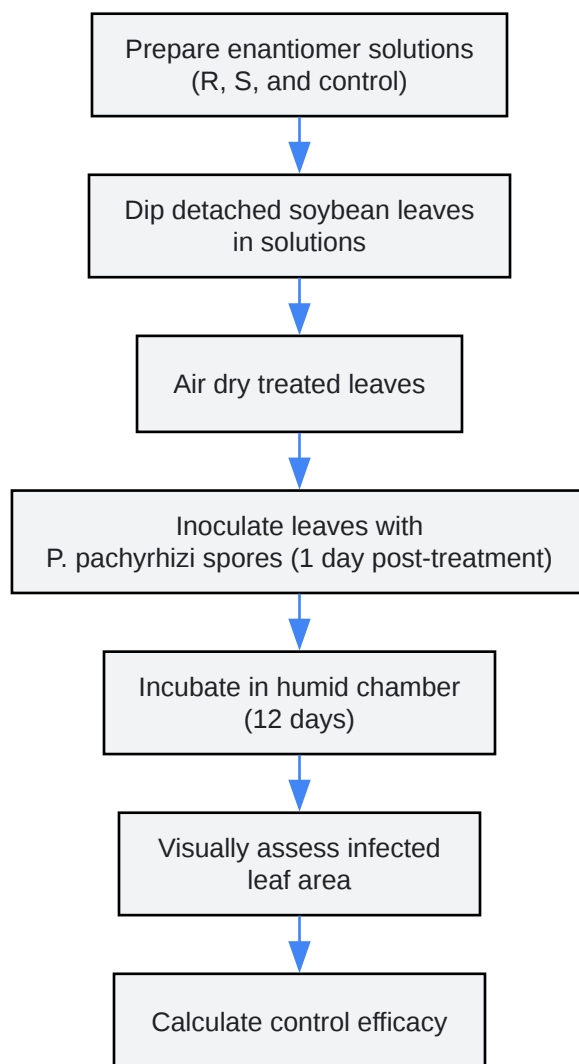 Prepare enantiomer solutions
(R, S, and control)
Dip detached soybean leaves
in solutions
Air dry treated leaves
Inoculate leaves with
P. pachyrhizi spores (1 day post-treatment)
Incubate in humid chamber
(12 days)
Visually assess infected
leaf area
Calculate control efficacy